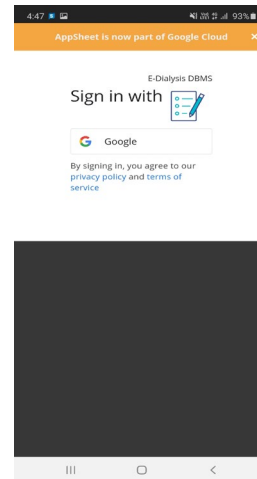 4:47 93%
AppSheet is now part of Google Cloud ×
E-Dialysis DBMS
Sign in with
Google
By signing in, you agree to our
privacy policy and terms of
service